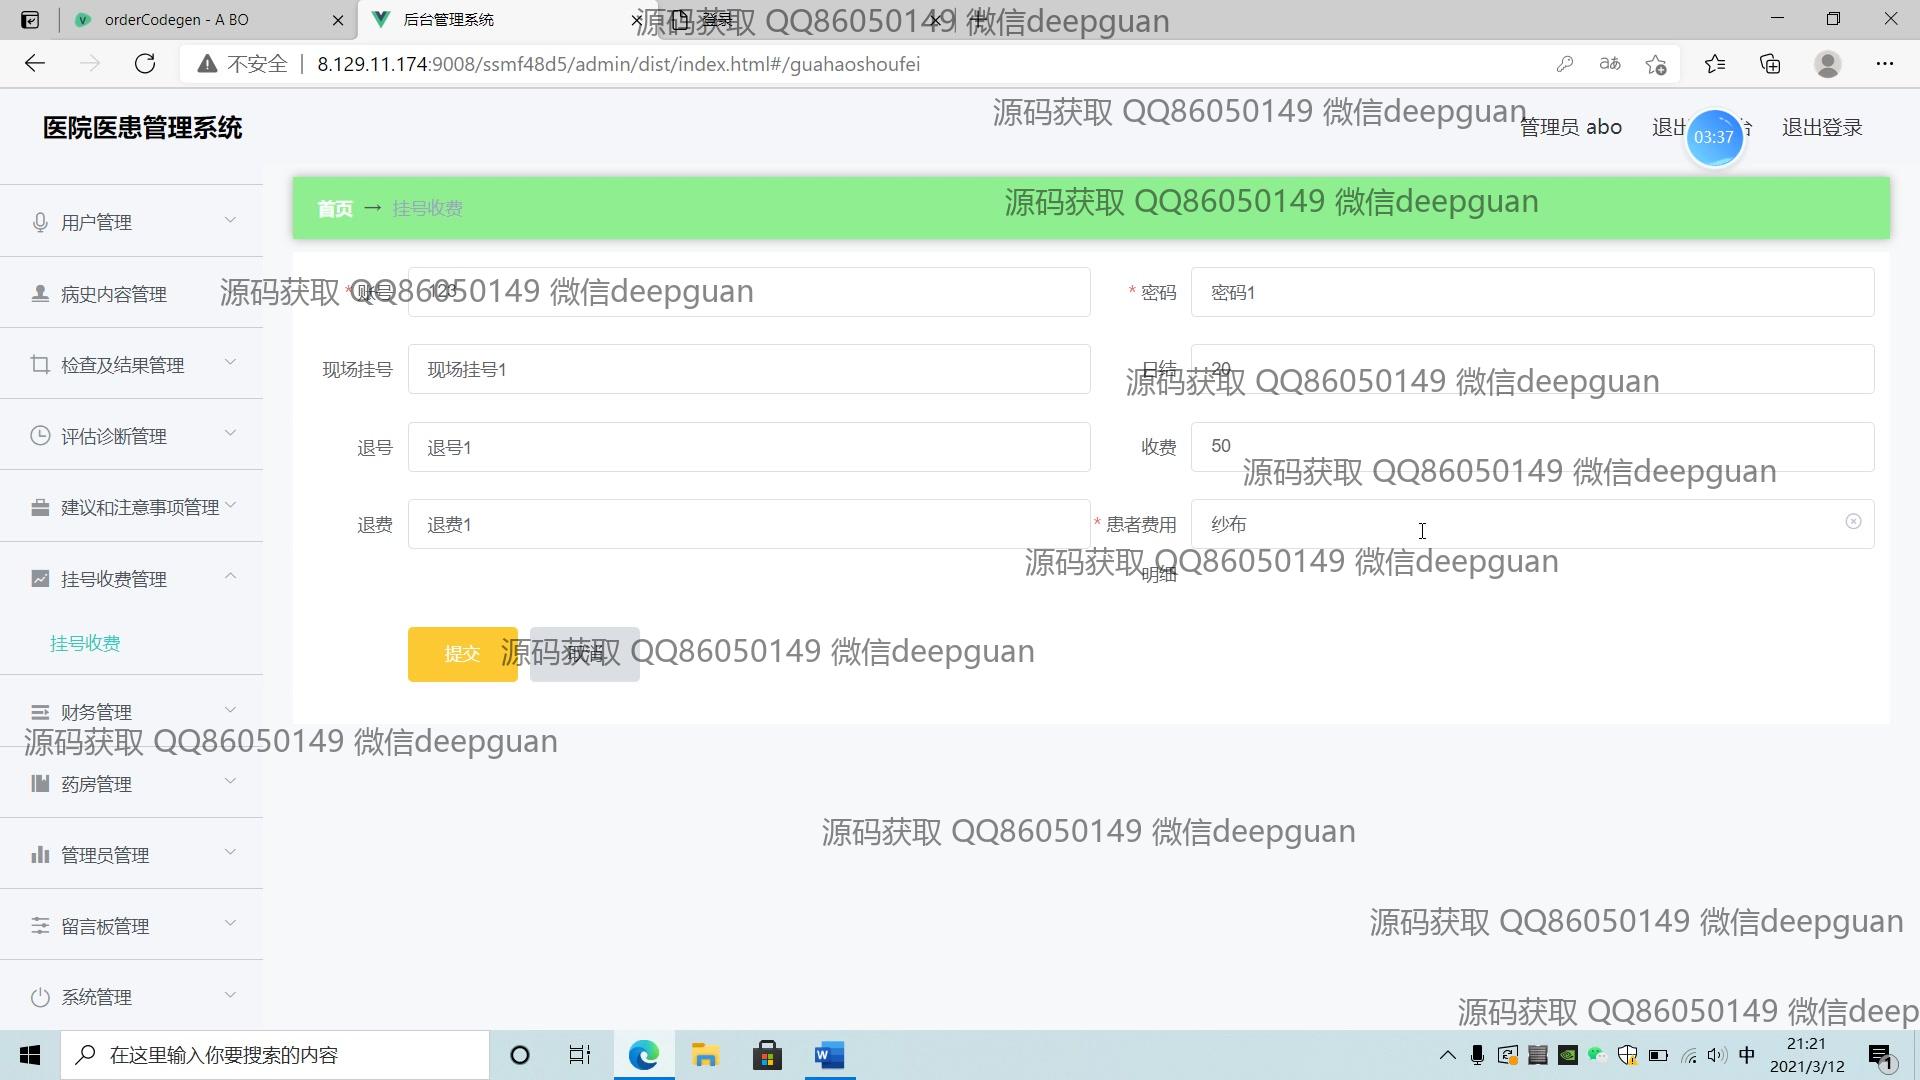 orderCodegen - A BO
后台管理系统
登录
源码获取 QQ86050149 微信deepguan
不安全
8.129.11.174:9008/ssmf48d5/admin/dist/index.html#/guahaoshoufei
源码获取 QQ86050149 微信deepguan
医院医患管理系统
管理员 abo
退出
台
退出登录
03:37
首页 → 挂号收费
源码获取 QQ86050149 微信deepguan
用户管理
病史内容管理
检查及结果管理
评估诊断管理
建议和注意事项管理
挂号收费管理
挂号收费
财务管理
药房管理
管理员管理
留言板管理
系统管理
源码获取 QQ86050149 微信deepguan
* 账号
123
* 密码
密码1
现场挂号
现场挂号1
日结
20
源码获取 QQ86050149 微信deepguan
退号
退号1
收费
50
源码获取 QQ86050149 微信deepguan
退费
退费1
* 患者费用
明细
纱布
源码获取 QQ86050149 微信deepguan
提交
取消
源码获取 QQ86050149 微信deepguan
源码获取 QQ86050149 微信deepguan
源码获取 QQ86050149 微信deepguan
源码获取 QQ86050149 微信deepguan
源码获取 QQ86050149 微信deep
在这里输入你要搜索的内容
中
21:21
2021/3/12
1